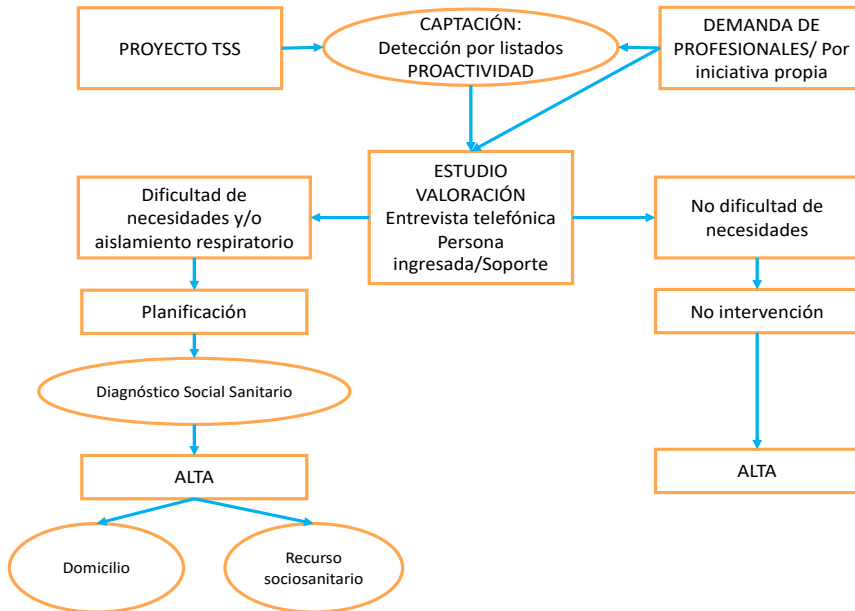 PROYECTO TSS
CAPTACIÓN:
Detección por listados
PROACTIVIDAD
DEMANDA DE
PROFESIONALES/ Por
iniciativa propia
ESTUDIO
VALORACIÓN
Entrevista telefónica
Persona
ingresada/Soporte
Dificultad de
necesidades y/o
aislamiento respiratorio
No dificultad de
necesidades
Planificación
No intervención
Diagnóstico Social Sanitario
ALTA
ALTA
Domicilio
Recurso
sociosanitario